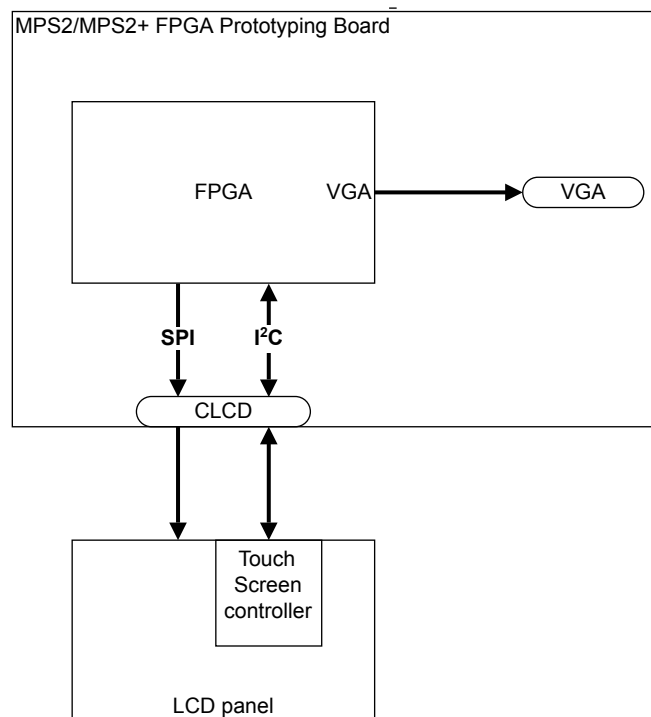 MPS2/MPS2+ FPGA Prototyping Board
FPGA
VGA
VGA
SPI
I²C
CLCD
Touch
Screen
controller
LCD panel